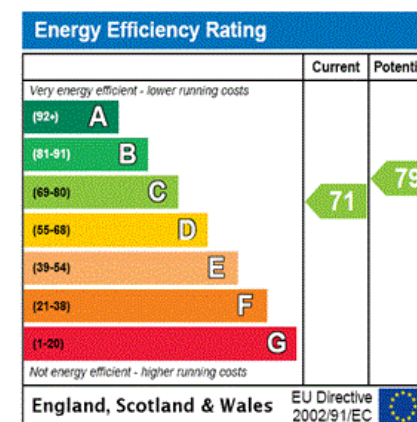 Energy Efficiency Rating
Current Potenti
Very energy efficient - lower running costs
(92+) A
(81-91) B
(69-80) C
71
79
(55-68) D
(39-54) E
(21-38) F
(1-20) G
Not energy efficient - higher running costs
England, Scotland & Wales
EU Directive
2002/91/EC